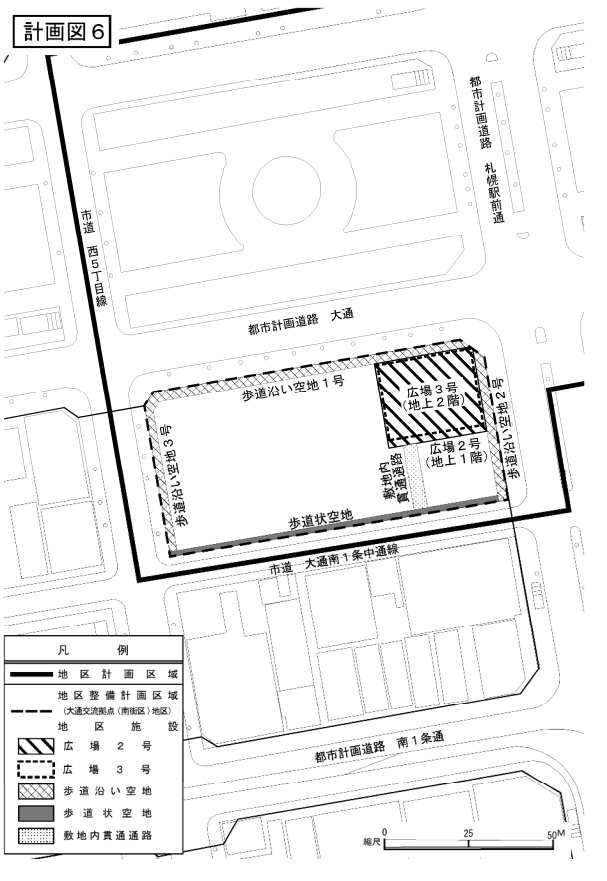 計画図６
都市計画道路　札幌駅前通
市道　西５丁目線
都市計画道路　大通
歩道沿い空地１号
広場３号
（地上２階）
歩道沿い空地２号
広場２号
（地上１階）
歩道沿い空地３号
敷地内
貫通通路
歩道状空地
市道　大通南１条中通線
都市計画道路　南１条通
凡　例
地区計画区域
地区整備計画区域
（大通交流拠点（南街区）地区）
地区施設
広場２号
広場３号
歩道沿い空地
歩道状空地
敷地内貫通通路
縮尺
0 25 50M